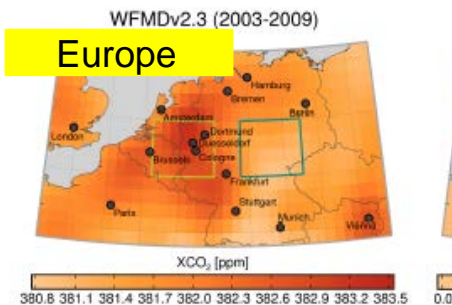 WFMDv2.3 (2003-2009)
Europe
Hamburg
Bremen
Amsterdam
Berlin
London
Dortmund
Duesseldorf
Brussels
Cologne
Frankfurt
Paris
Stuttgart
Munich
Vienna
XCO₂ [ppm]
380.8 381.1 381.4 381.7 382.0 382.3 382.6 382.9 383.2 383.5